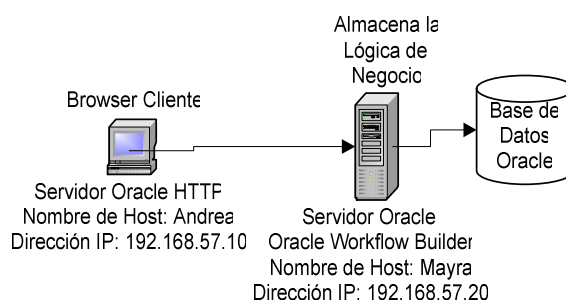 Almacena la
Lógica de
Negocio
Browser Cliente
Base de
Datos
Oracle
Servidor Oracle HTTP
Nombre de Host: Andrea
Dirección IP: 192.168.57.10
Servidor Oracle
Oracle Workflow Builder
Nombre de Host: Mayra
Dirección IP: 192.168.57.20